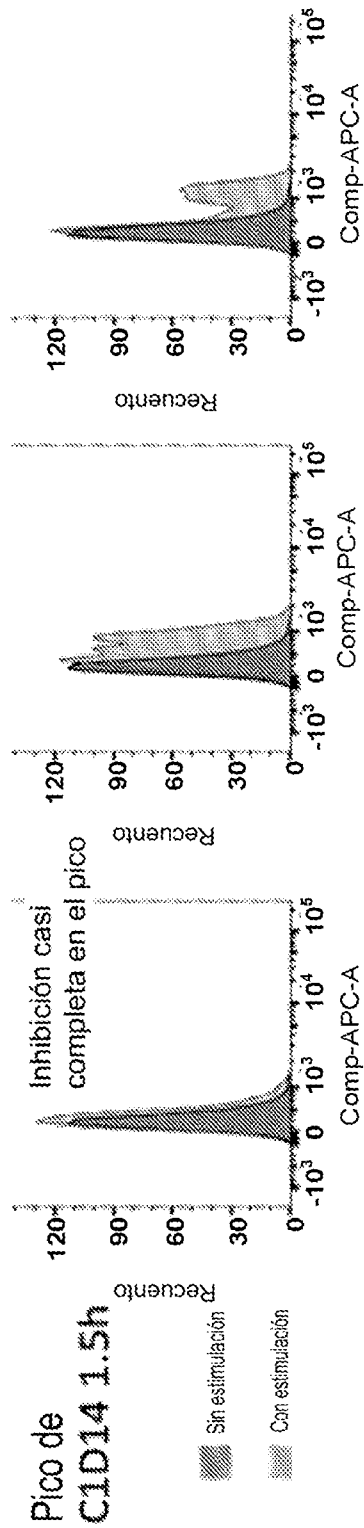 Pico de
C1D14 1.5h
Sin estimulación
Con estimulación
Inhibición casi
completa en el pico
Recuento
120
90
60
30
0
-10³ 0 10³ 10⁴ 10⁵
Comp-APC-A
Recuento
120
90
60
30
0
-10³ 0 10³ 10⁴ 10⁵
Comp-APC-A
Recuento
120
90
60
30
0
-10³ 0 10³ 10⁴ 10⁵
Comp-APC-A